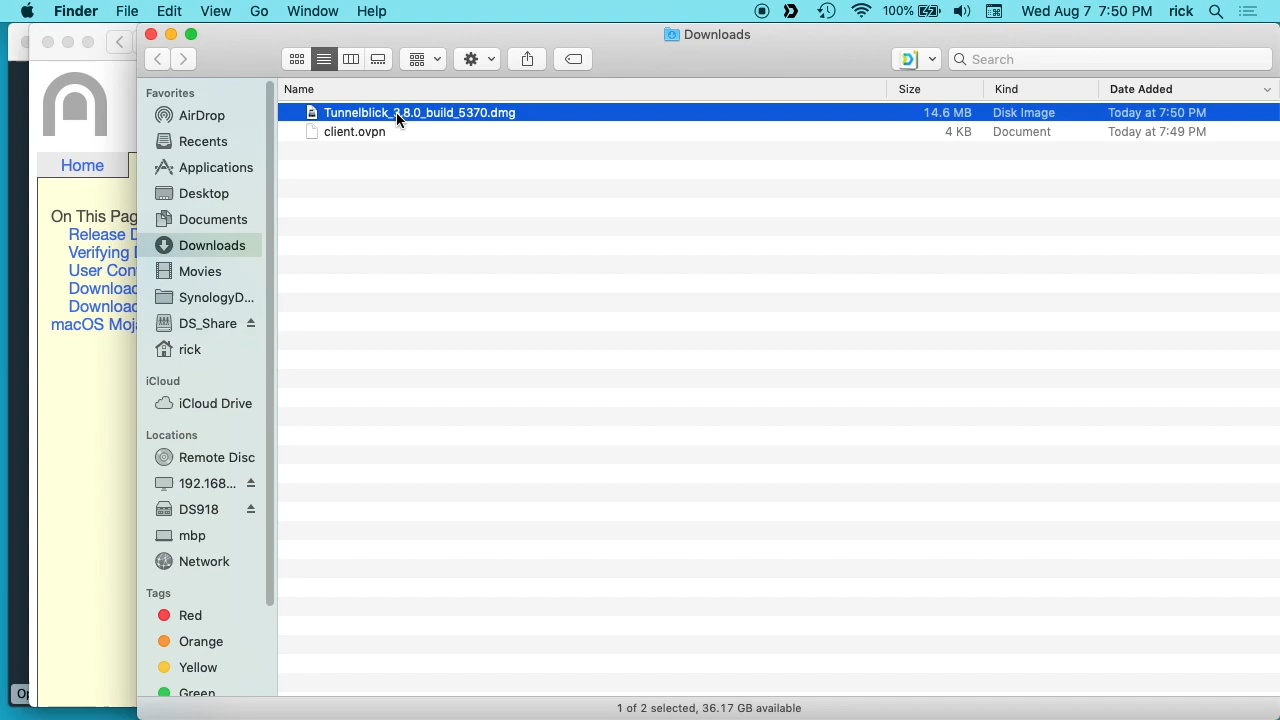 Finder File Edit View Go Window Help 100% Wed Aug 7 7:50 PM rick
Downloads
Search
Favorites
AirDrop
Recents
Applications
Desktop
Documents
Downloads
Movies
SynologyD...
DS_Share
rick
iCloud
iCloud Drive
Locations
Remote Disc
192.168...
DS918
mbp
Network
Tags
Red
Orange
Yellow
Green
Name Size Kind Date Added
Tunnelblick_3.8.0_build_5370.dmg 14.6 MB Disk Image Today at 7:50 PM
client.ovpn 4 KB Document Today at 7:49 PM
1 of 2 selected, 36.17 GB available
Home
On This Pag
Release D
Verifying
User Con
Downloac
Downloac
macOS Moj
Op